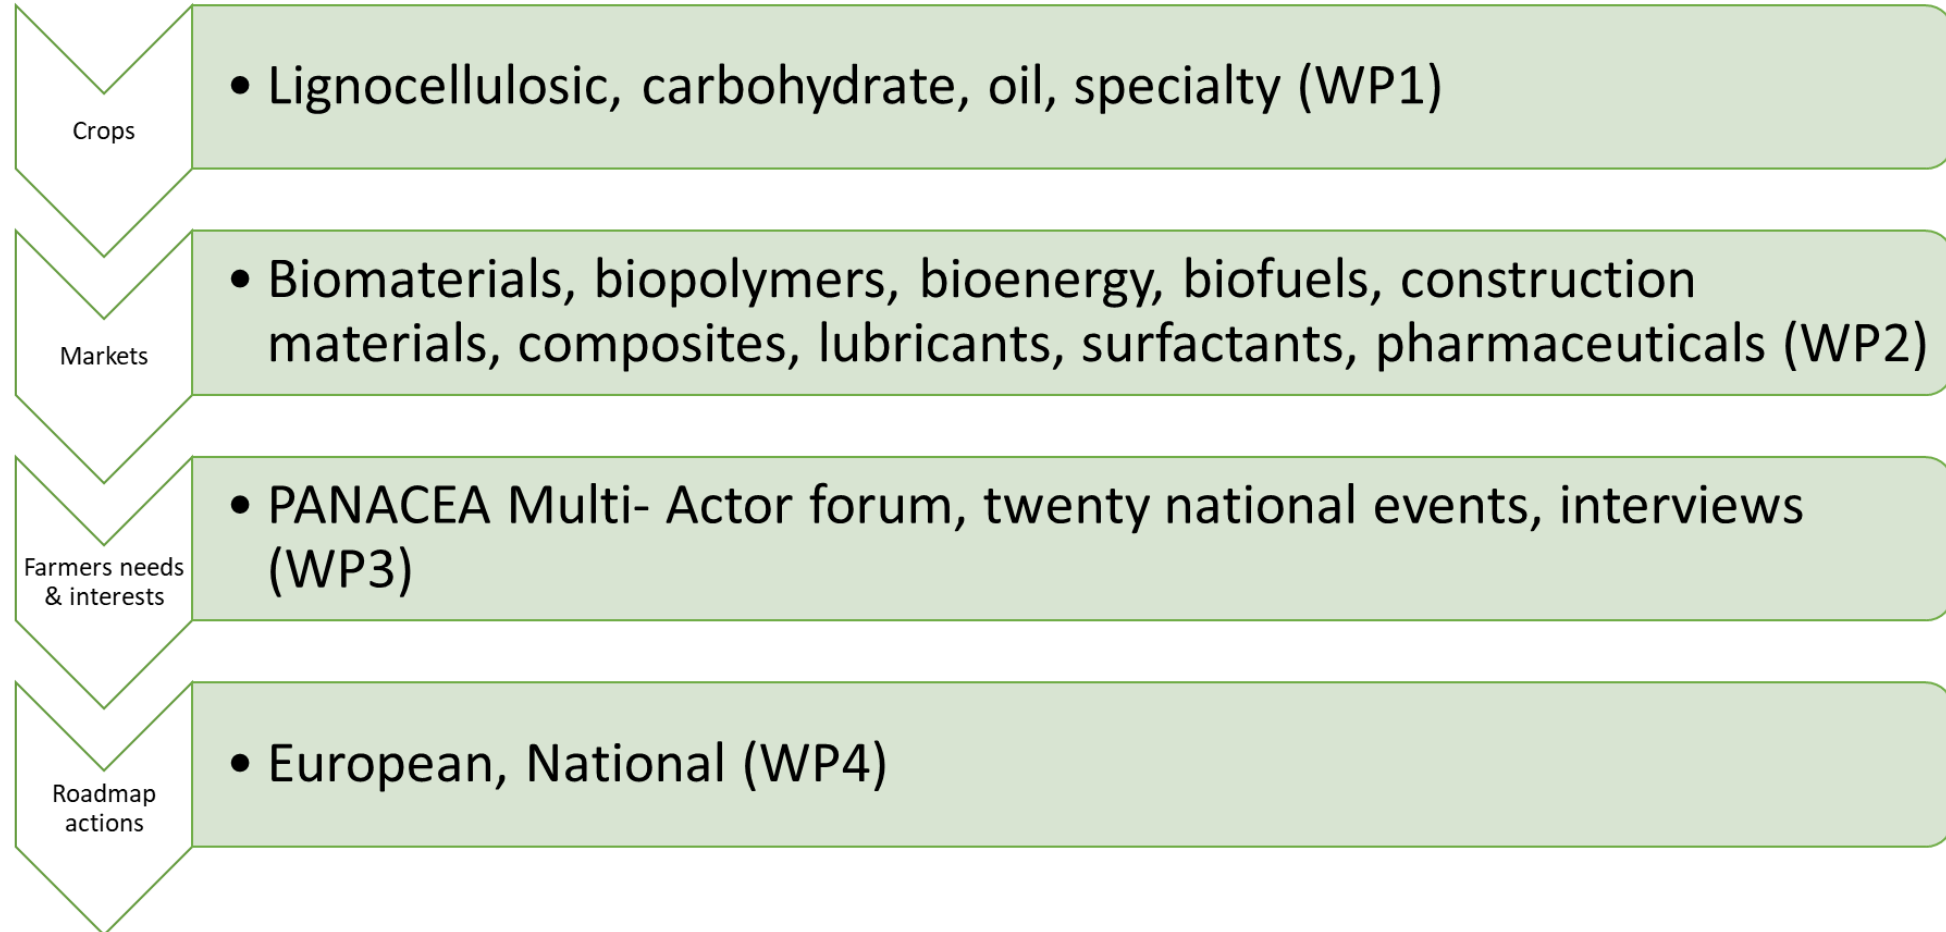 Crops
• Lignocellulosic, carbohydrate, oil, specialty (WP1)
Markets
• Biomaterials, biopolymers, bioenergy, biofuels, construction
materials, composites, lubricants, surfactants, pharmaceuticals (WP2)
Farmers needs
& interests
• PANACEA Multi- Actor forum, twenty national events, interviews
(WP3)
Roadmap
actions
• European, National (WP4)